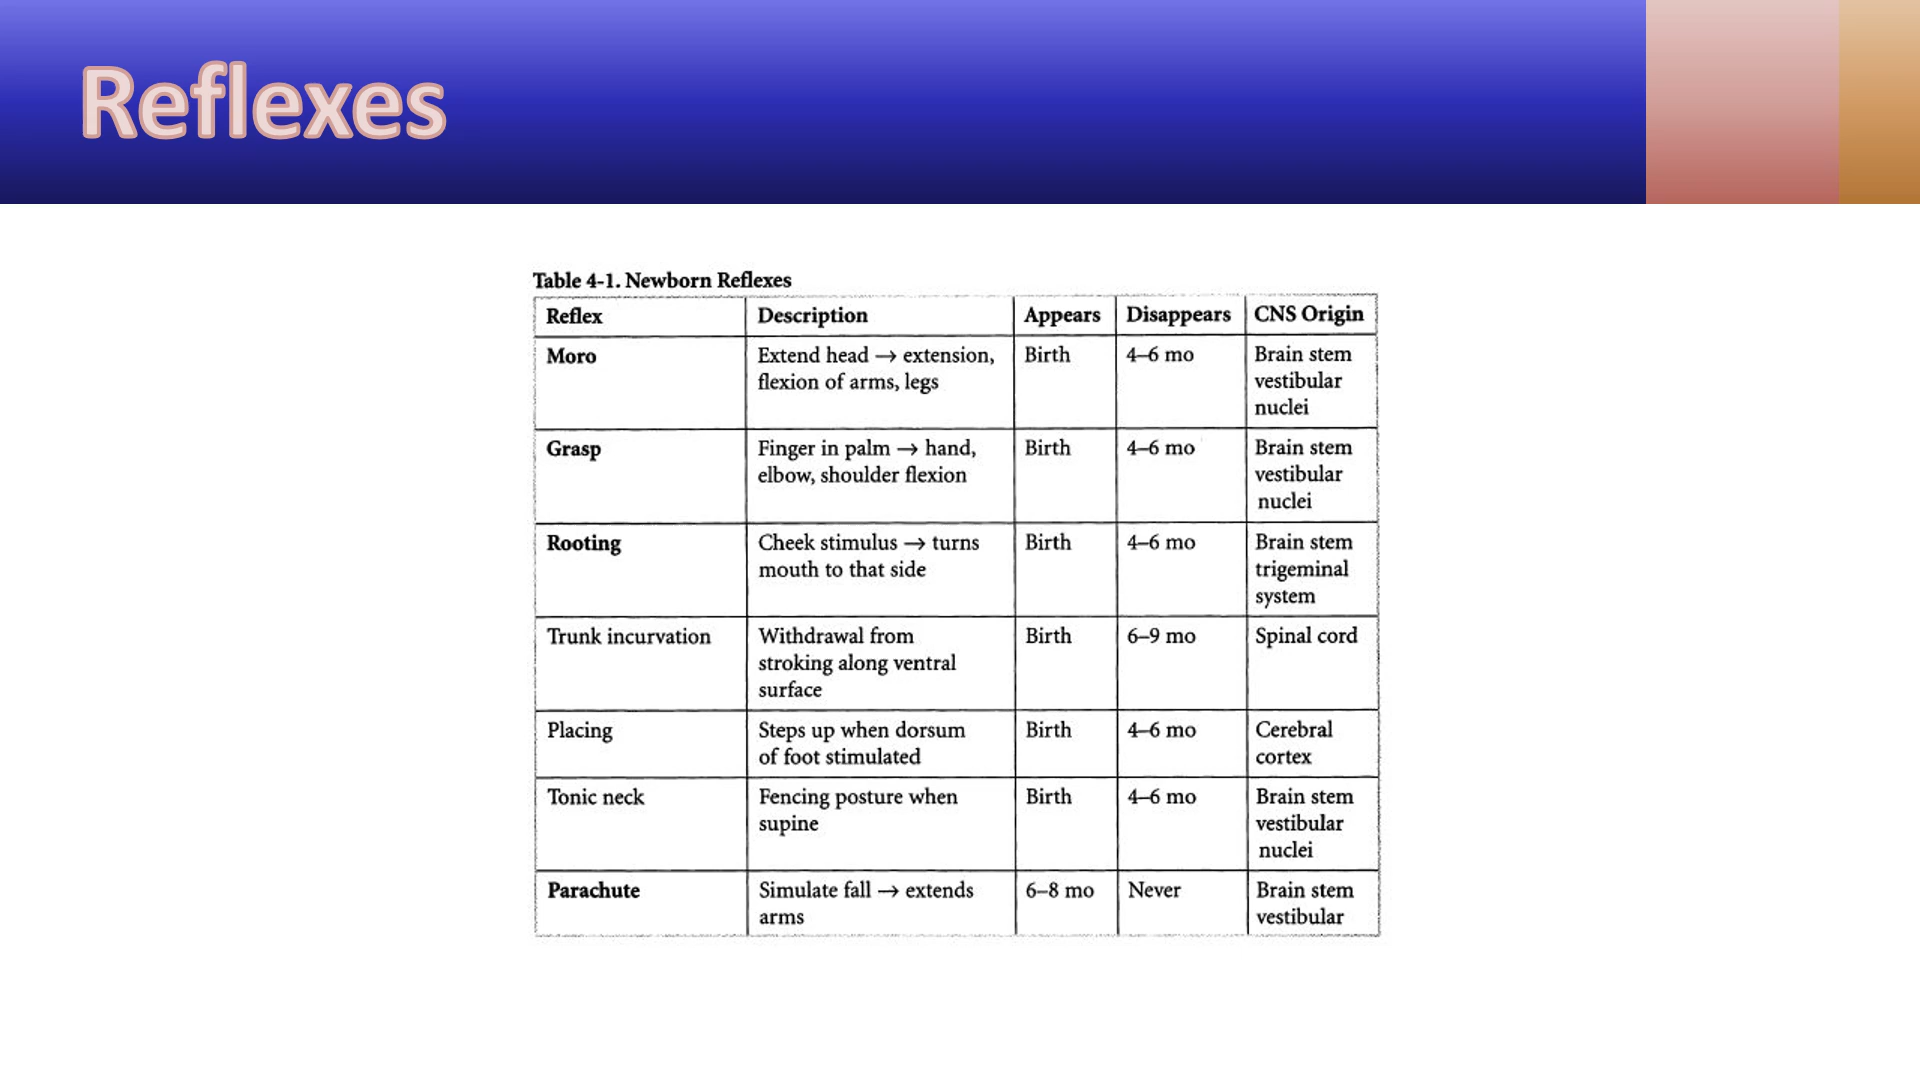 Reflexes
Table 4-1. Newborn Reflexes
Reflex Description Appears Disappears CNS Origin
Moro Extend head → extension, Birth 4–6 mo Brain stem
flexion of arms, legs vestibular
nuclei
Grasp Finger in palm → hand, Birth 4–6 mo Brain stem
elbow, shoulder flexion vestibular
nuclei
Rooting Cheek stimulus → turns Birth 4–6 mo Brain stem
mouth to that side trigeminal
system
Trunk incurvation Withdrawal from Birth 6–9 mo Spinal cord
stroking along ventral
surface
Placing Steps up when dorsum Birth 4–6 mo Cerebral
of foot stimulated cortex
Tonic neck Fencing posture when Birth 4–6 mo Brain stem
supine vestibular
nuclei
Parachute Simulate fall → extends 6–8 mo Never Brain stem
arms vestibular